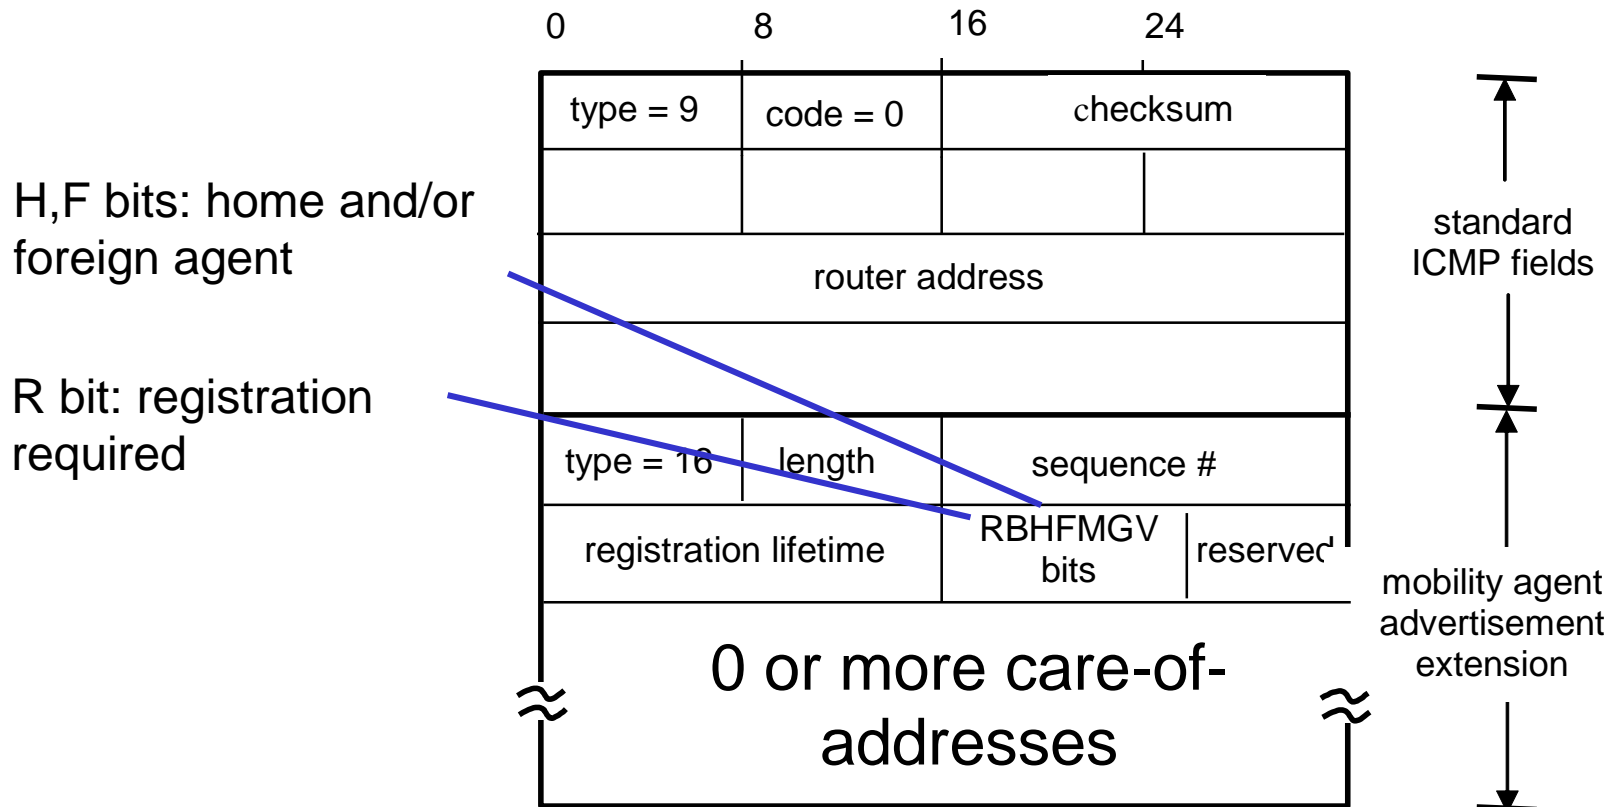 0 8 16 24
type = 9 code = 0 checksum
H,F bits: home and/or
foreign agent
standard
ICMP fields
router address
R bit: registration
required
type = 16 length sequence #
registration lifetime RBHFMGV
bits reserved
mobility agent
advertisement
extension
0 or more care-of-
addresses